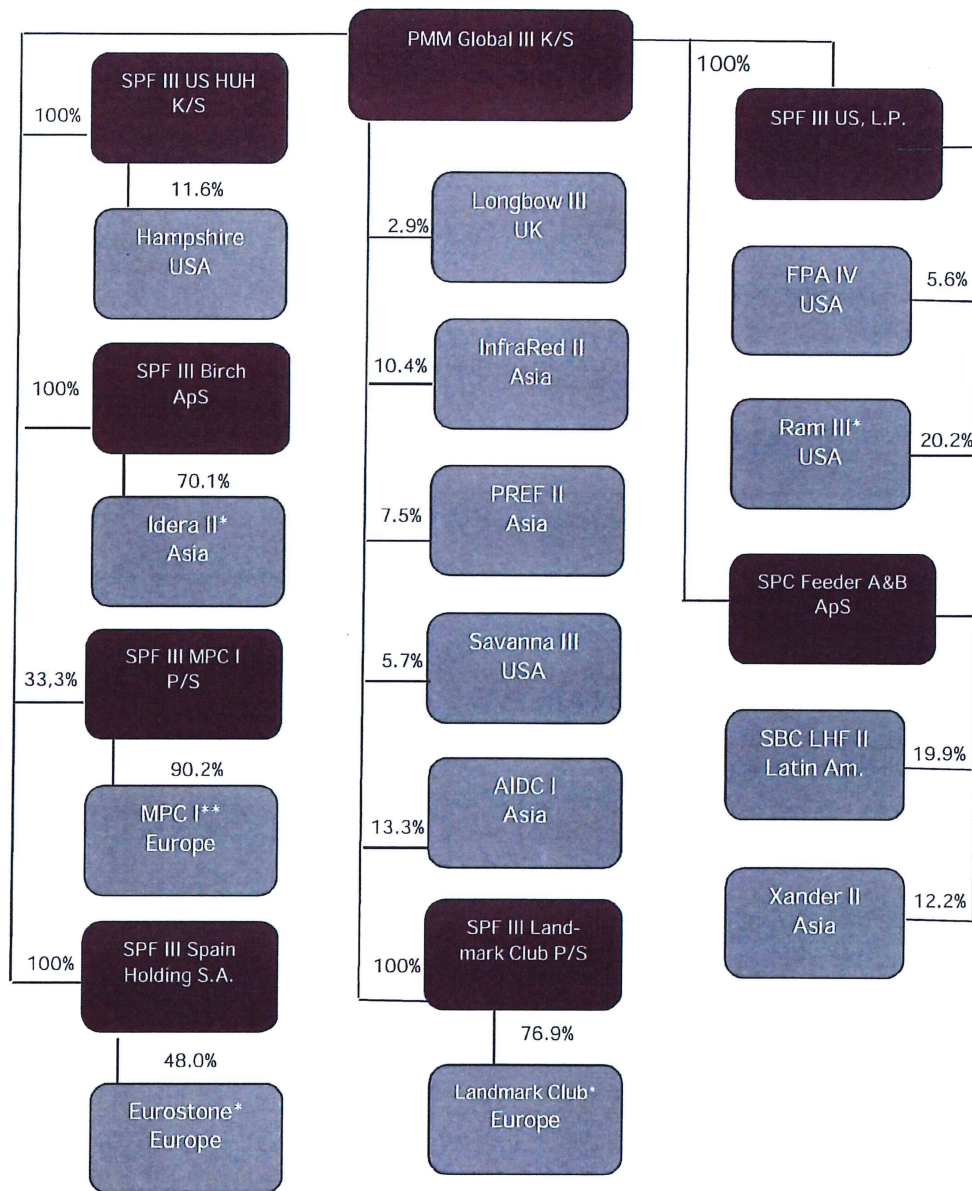 PMM Global III K/S
100%
SPF III US HUH
K/S
100%
11.6%
Hampshire
USA
SPF III Birch
ApS
100%
70.1%
Idera II*
Asia
SPF III MPC I
P/S
33,3%
90.2%
MPC I**
Europe
SPF III Spain
Holding S.A.
100%
48.0%
Eurostone*
Europe
Longbow III
UK
2.9%
InfraRed II
Asia
10.4%
PREF II
Asia
7.5%
Savanna III
USA
5.7%
AIDC I
Asia
13.3%
SPF III Land-
mark Club P/S
100%
76.9%
Landmark Club*
Europe
SPF III US, L.P.
FPA IV
USA
5.6%
Ram III*
USA
20.2%
SPC Feeder A&B
ApS
SBC LHF II
Latin Am.
19.9%
Xander II
Asia
12.2%